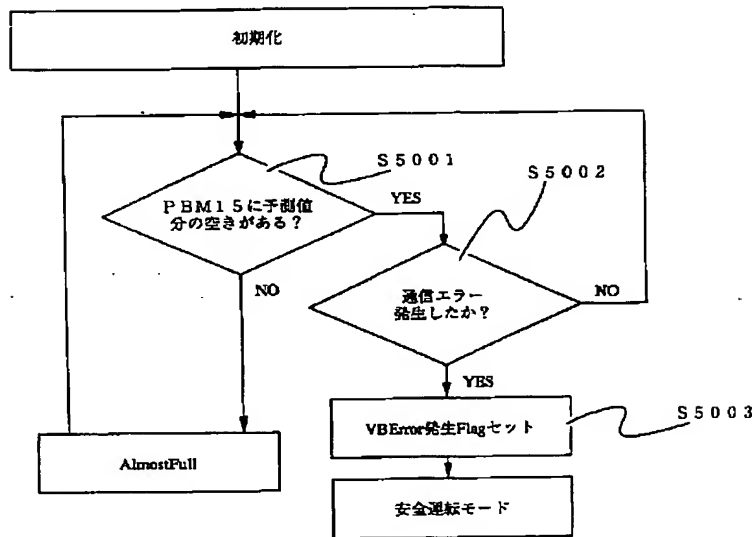 初期化
S5001
S5002
PBM15に予測値
分の空きがある?
YES
NO
通信エラー
発生したか?
NO
YES
VBError発生Flagセット
S5003
AlmostFull
安全運転モード